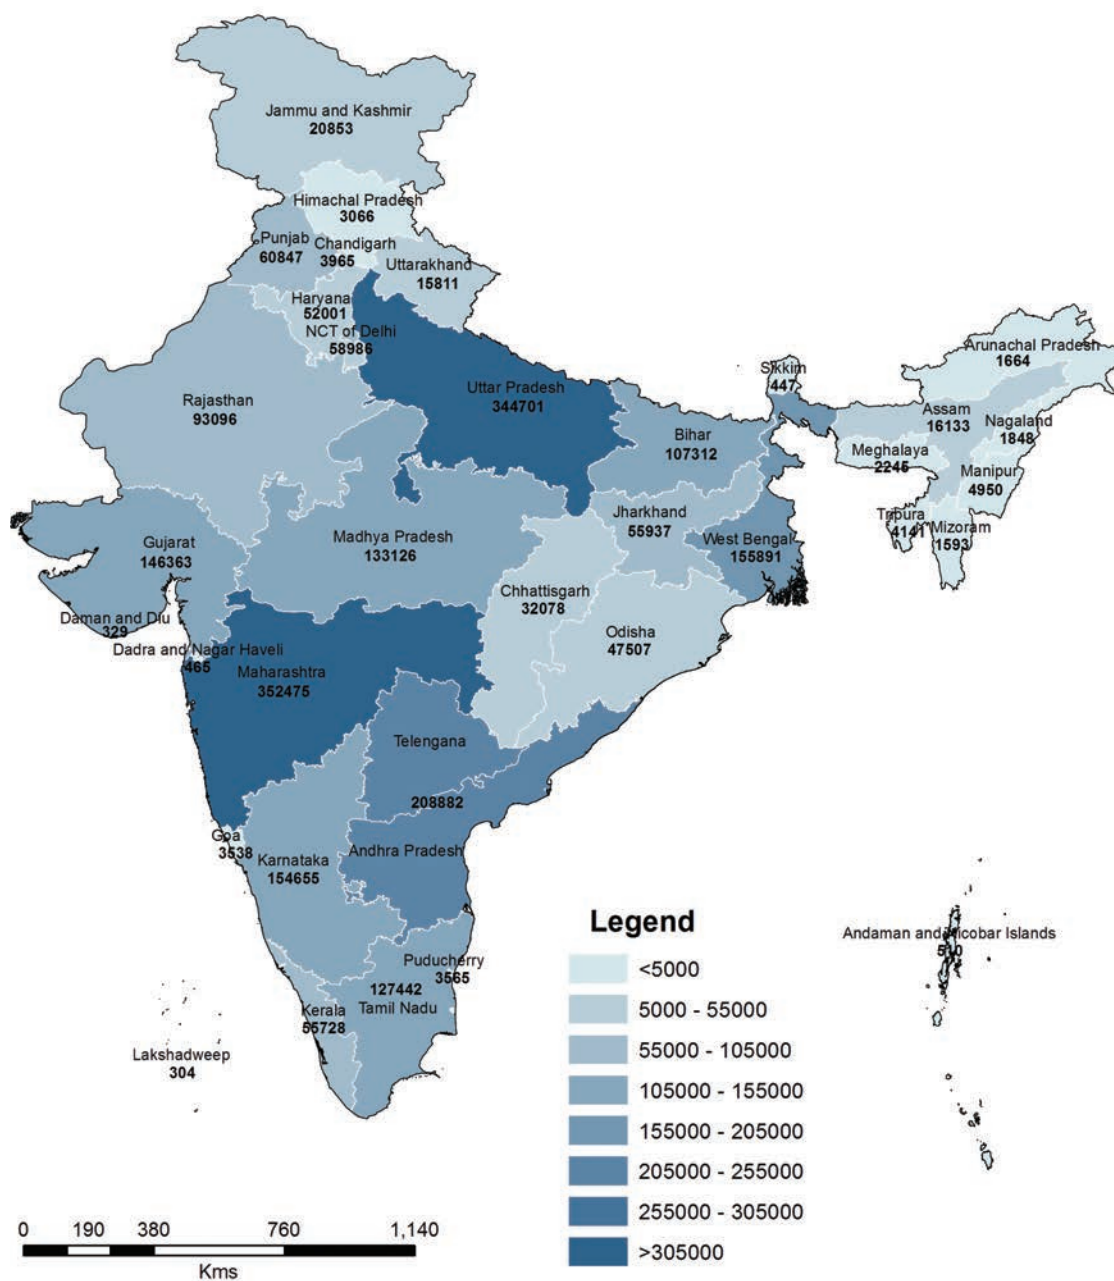 Jammu and Kashmir
20853
Himachal Pradesh
3066
Punjab
60847
Chandigarh
3965
Uttarakhand
15811
Haryana
52001
NCT of Delhi
58986
Uttar Pradesh
344701
Rajasthan
93096
Bihar
107312
Sikkim
447
Arunachal Pradesh
1664
Assam
16133
Nagaland
1848
Meghalaya
2245
Manipur
4950
Tripura
4141
Mizoram
1593
Jharkhand
55937
West Bengal
155891
Madhya Pradesh
133126
Gujarat
146363
Chhattisgarh
32078
Odisha
47507
Daman and Diu
329
Dadra and Nagar Haveli
465
Maharashtra
352475
Telengana
208882
Andhra Pradesh
Goa
3538
Karnataka
154655
Puducherry
3565
127442
Tamil Nadu
Kerala
55728
Lakshadweep
304
Andaman and Nicobar Islands
510
Legend
<5000
5000 - 55000
55000 - 105000
105000 - 155000
155000 - 205000
205000 - 255000
255000 - 305000
>305000
0 190 380 760 1,140
Kms